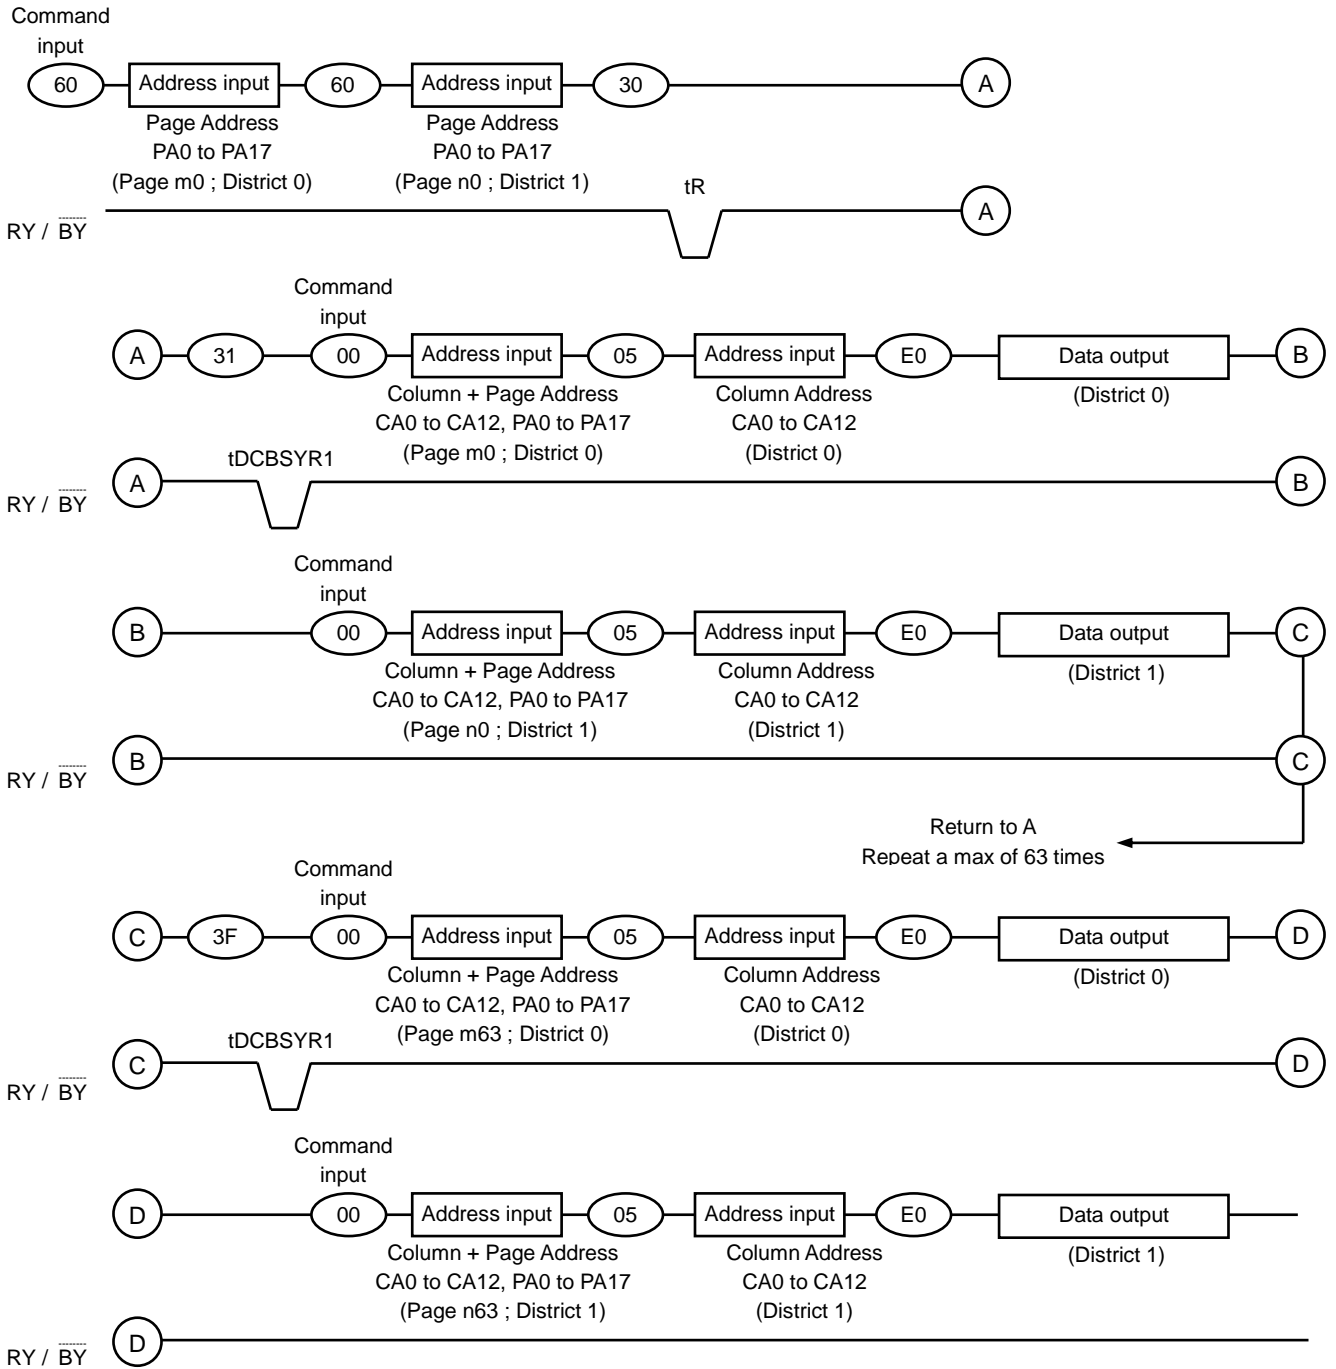 Command
input
60 Address input 60 Address input 30 A
Page Address Page Address
PA0 to PA17 PA0 to PA17
(Page m0 ; District 0) (Page n0 ; District 1)
tR
RY / BY A
Command
input
A 31 00 Address input 05 Address input E0 Data output B
Column + Page Address Column Address (District 0)
CA0 to CA12, PA0 to PA17 CA0 to CA12
(Page m0 ; District 0) (District 0)
tDCBSYR1
RY / BY A B
Command
input
B 00 Address input 05 Address input E0 Data output C
Column + Page Address Column Address (District 1)
CA0 to CA12, PA0 to PA17 CA0 to CA12
(Page n0 ; District 1) (District 1)
RY / BY B C
Return to A
Repeat a max of 63 times
Command
input
C 3F 00 Address input 05 Address input E0 Data output D
Column + Page Address Column Address (District 0)
CA0 to CA12, PA0 to PA17 CA0 to CA12
(Page m63 ; District 0) (District 0)
tDCBSYR1
RY / BY C D
Command
input
D 00 Address input 05 Address input E0 Data output
Column + Page Address Column Address (District 1)
CA0 to CA12, PA0 to PA17 CA0 to CA12
(Page n63 ; District 1) (District 1)
RY / BY D